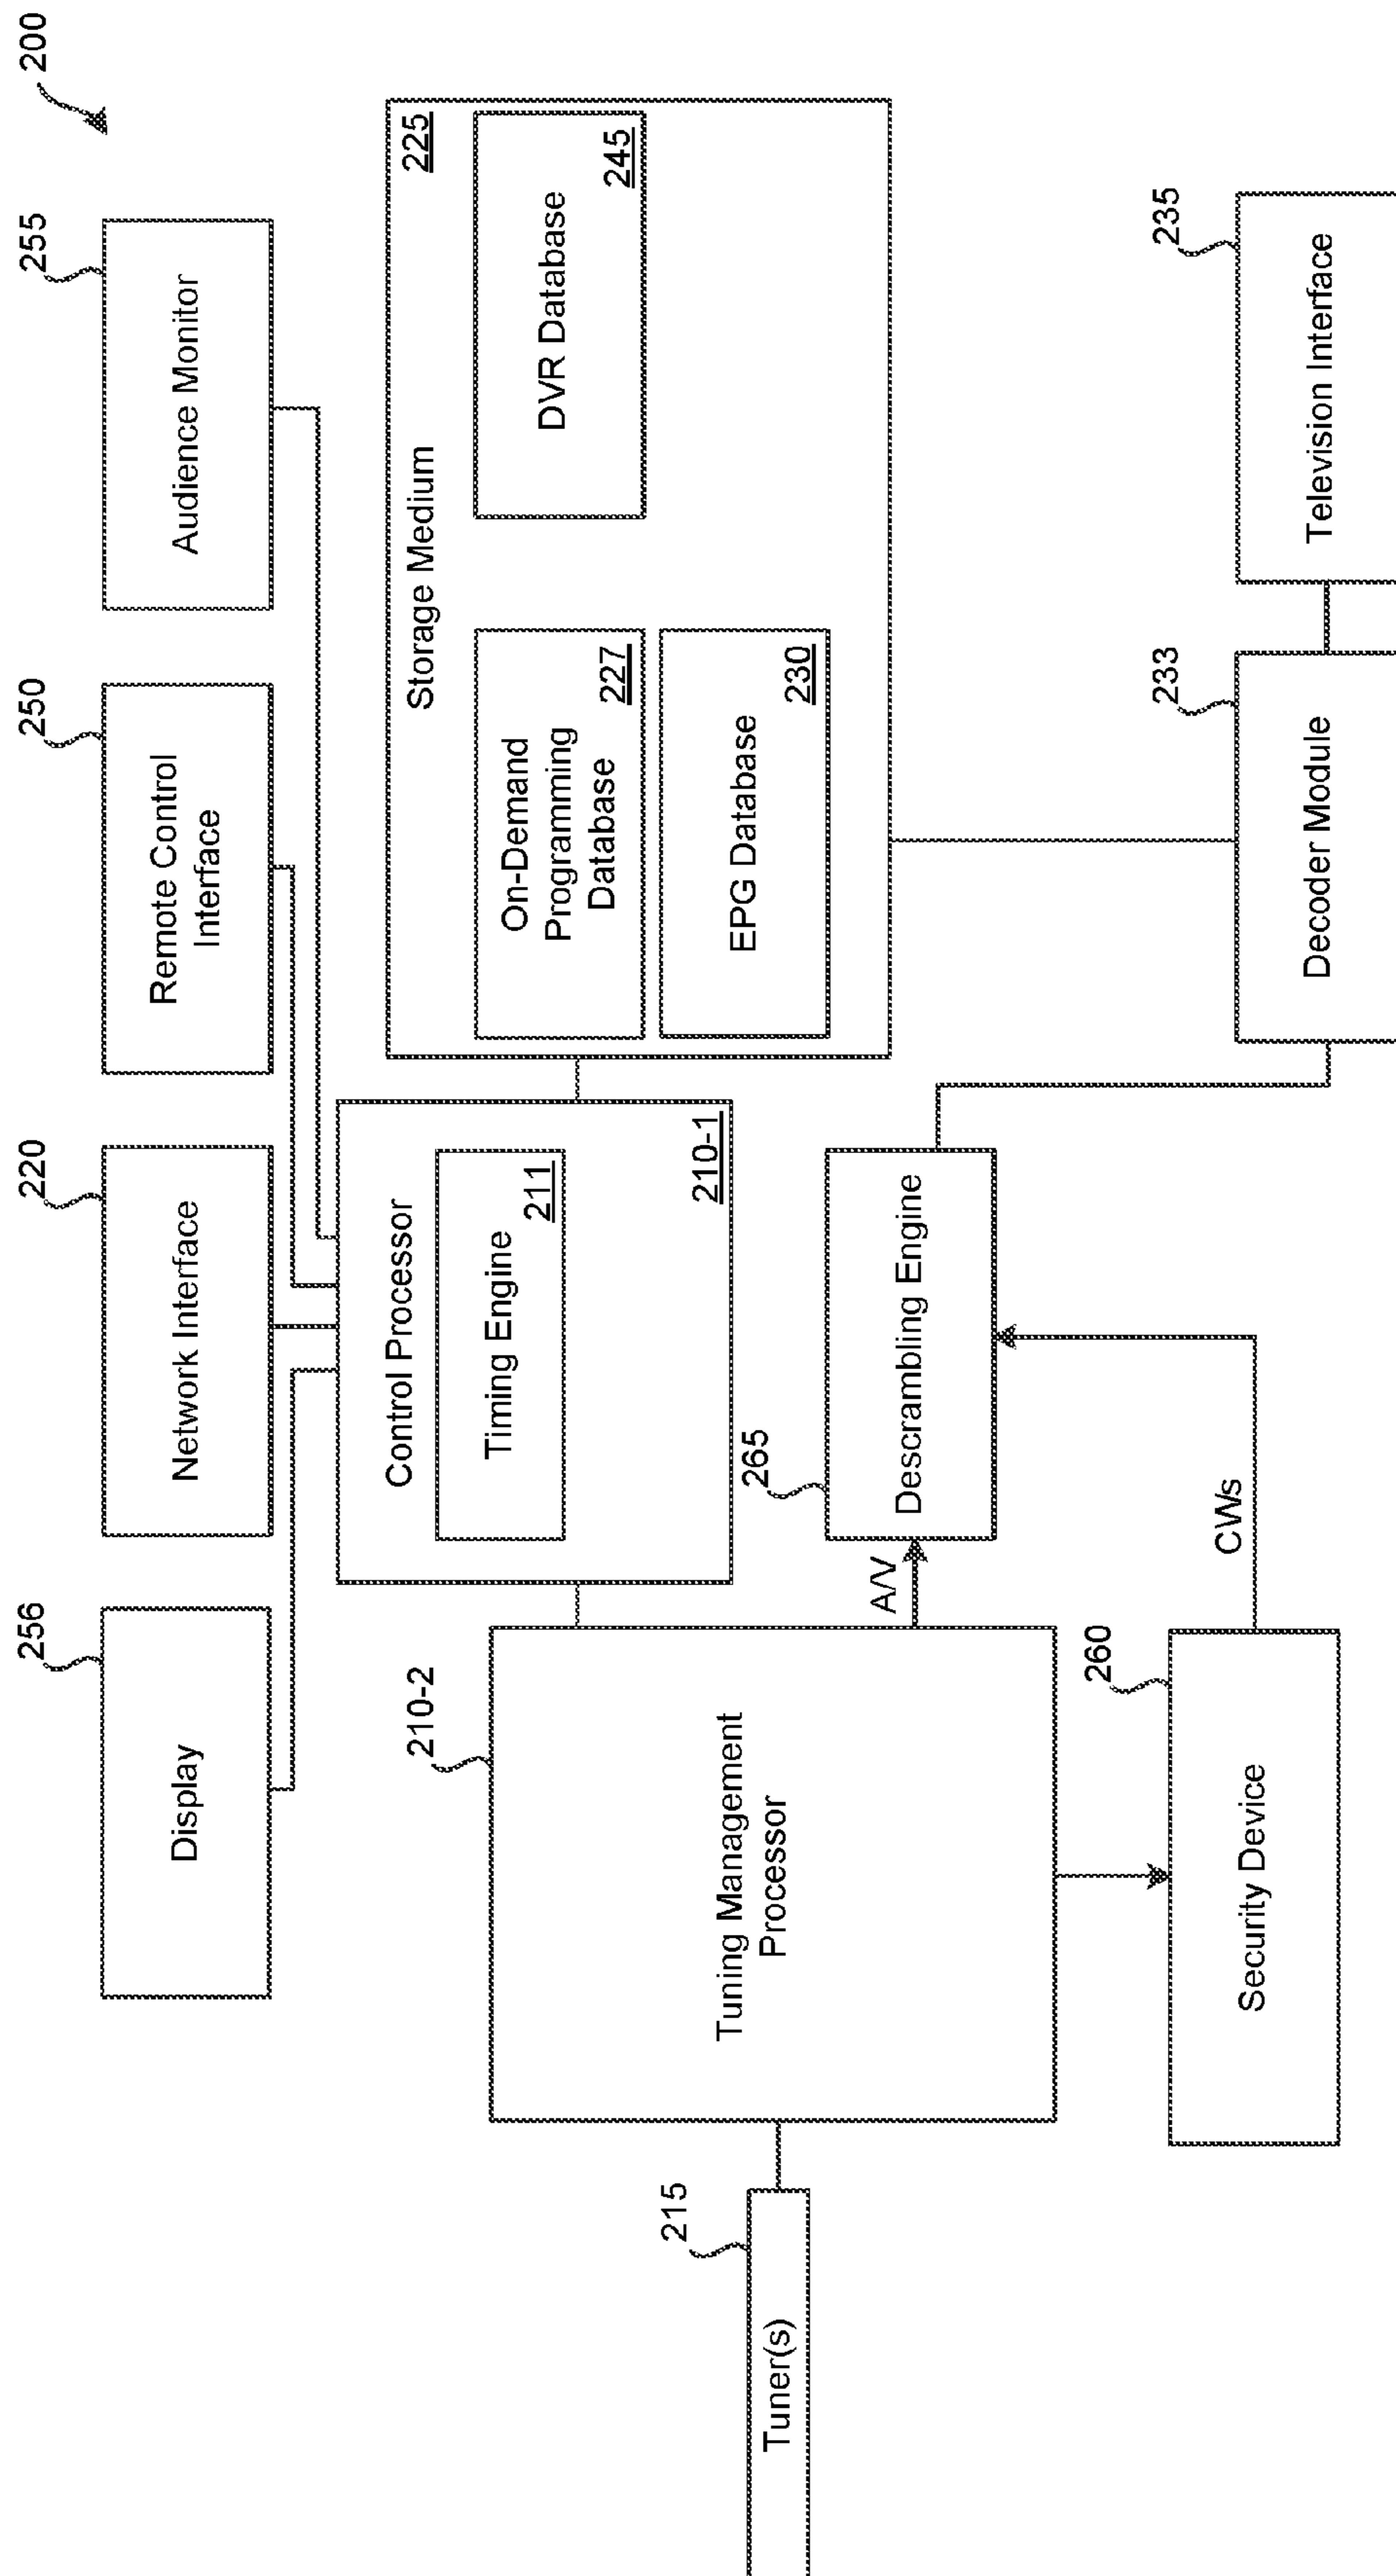 200
256
Display
220
Network Interface
250
Remote Control
Interface
255
Audience Monitor
Control Processor
Timing Engine
211
210-1
Storage Medium
225
On-Demand
Programming
Database
227
DVR Database
245
EPG Database
230
215
Tuner(s)
210-2
Tuning Management
Processor
A/V
265
Descrambling Engine
260
Security Device
CWs
233
Decoder Module
235
Television Interface